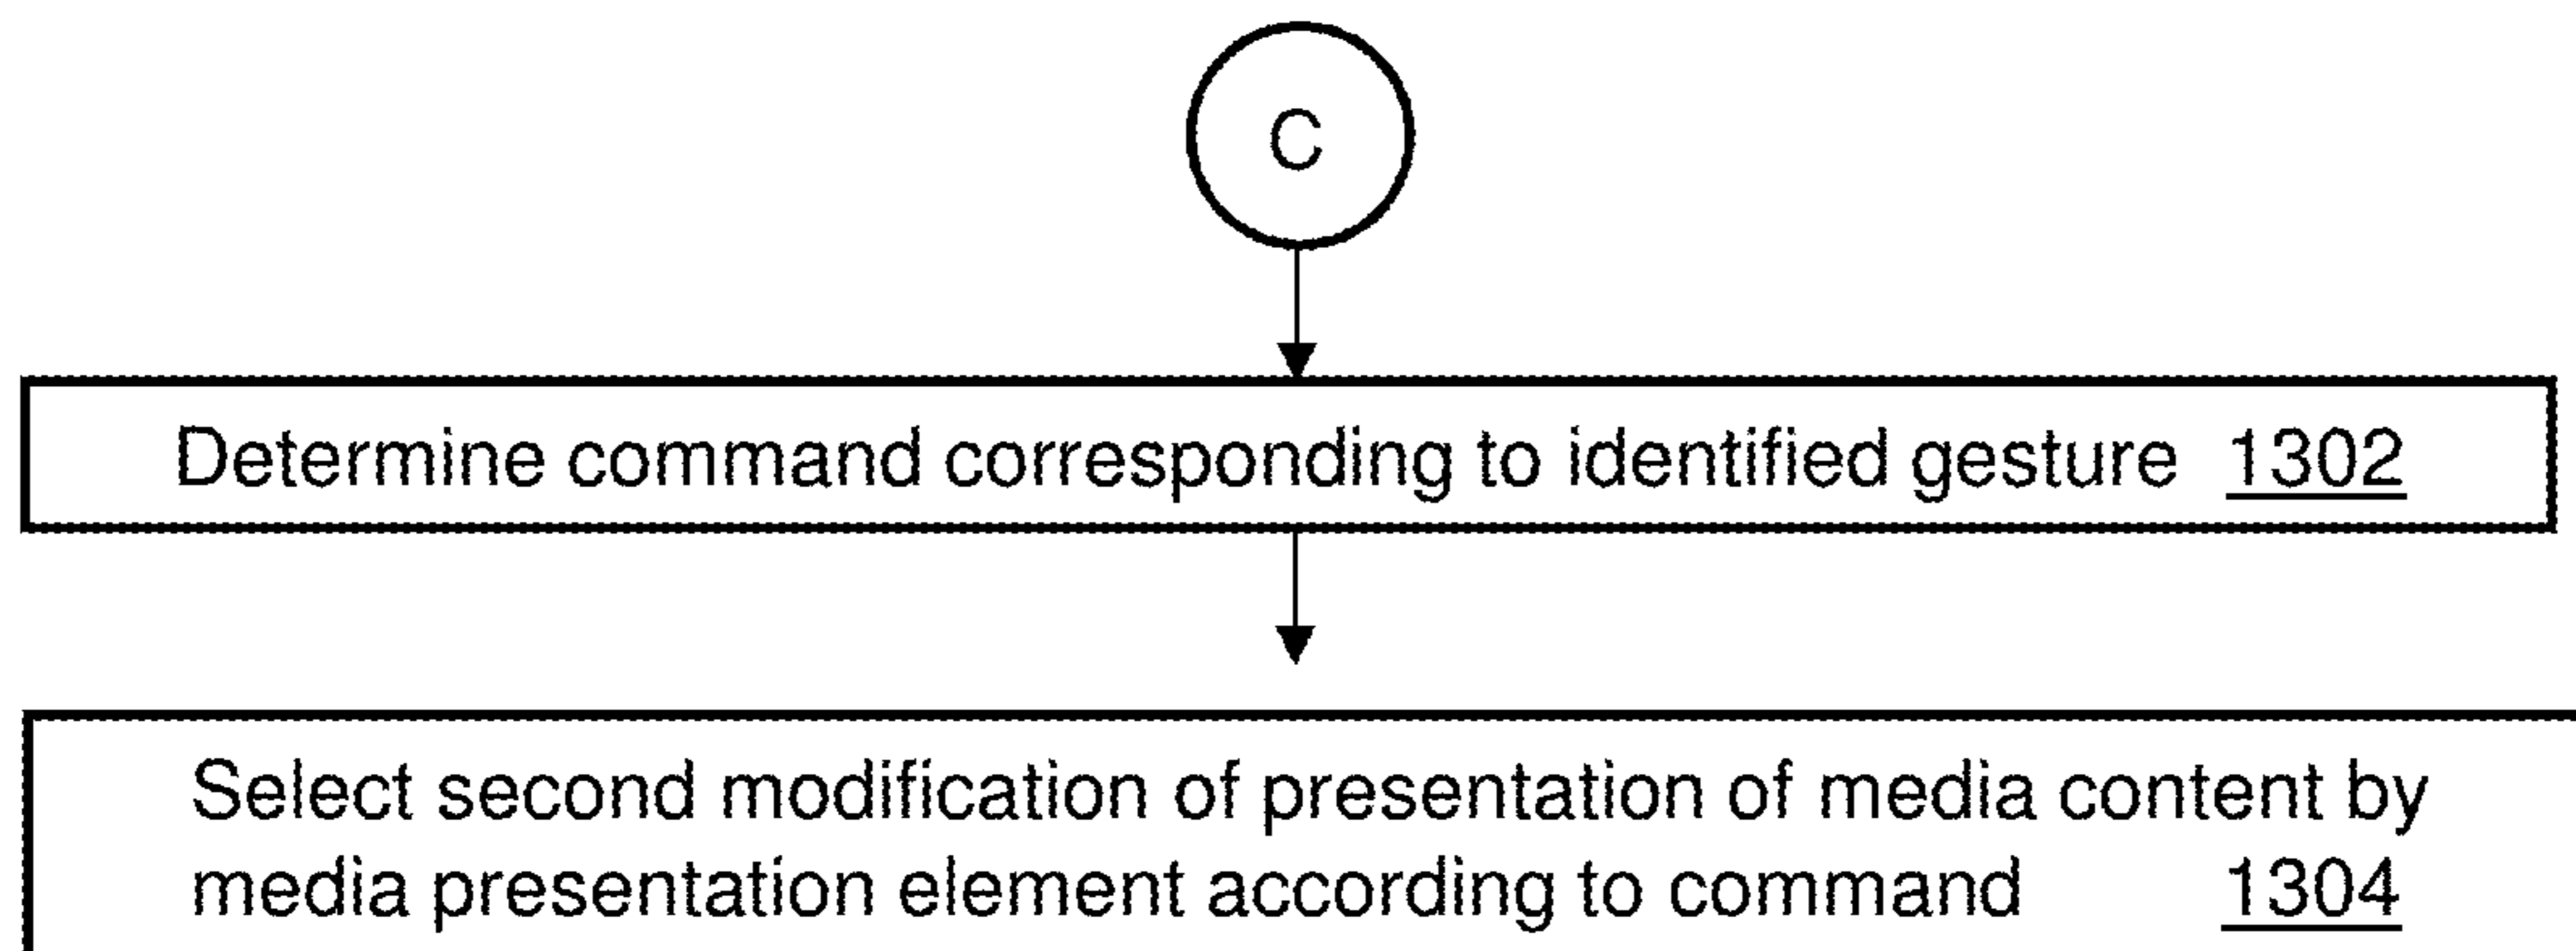 C
Determine command corresponding to identified gesture 1302
Select second modification of presentation of media content by
media presentation element according to command 1304